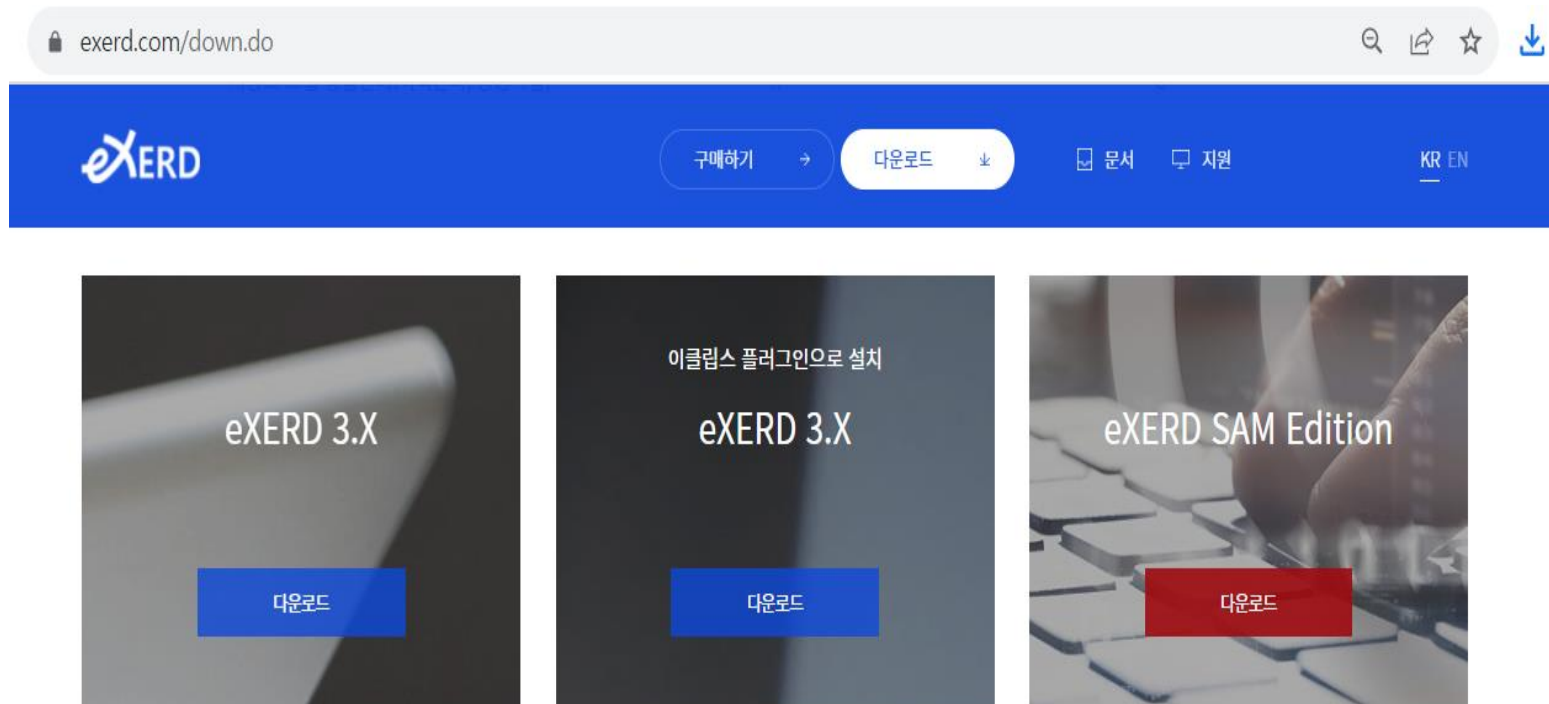 exerd.com/down.do
eXERD
구매하기
다운로드
문서
지원
KR EN
eXERD 3.X
다운로드
이클립스 플러그인으로 설치
eXERD 3.X
다운로드
eXERD SAM Edition
다운로드